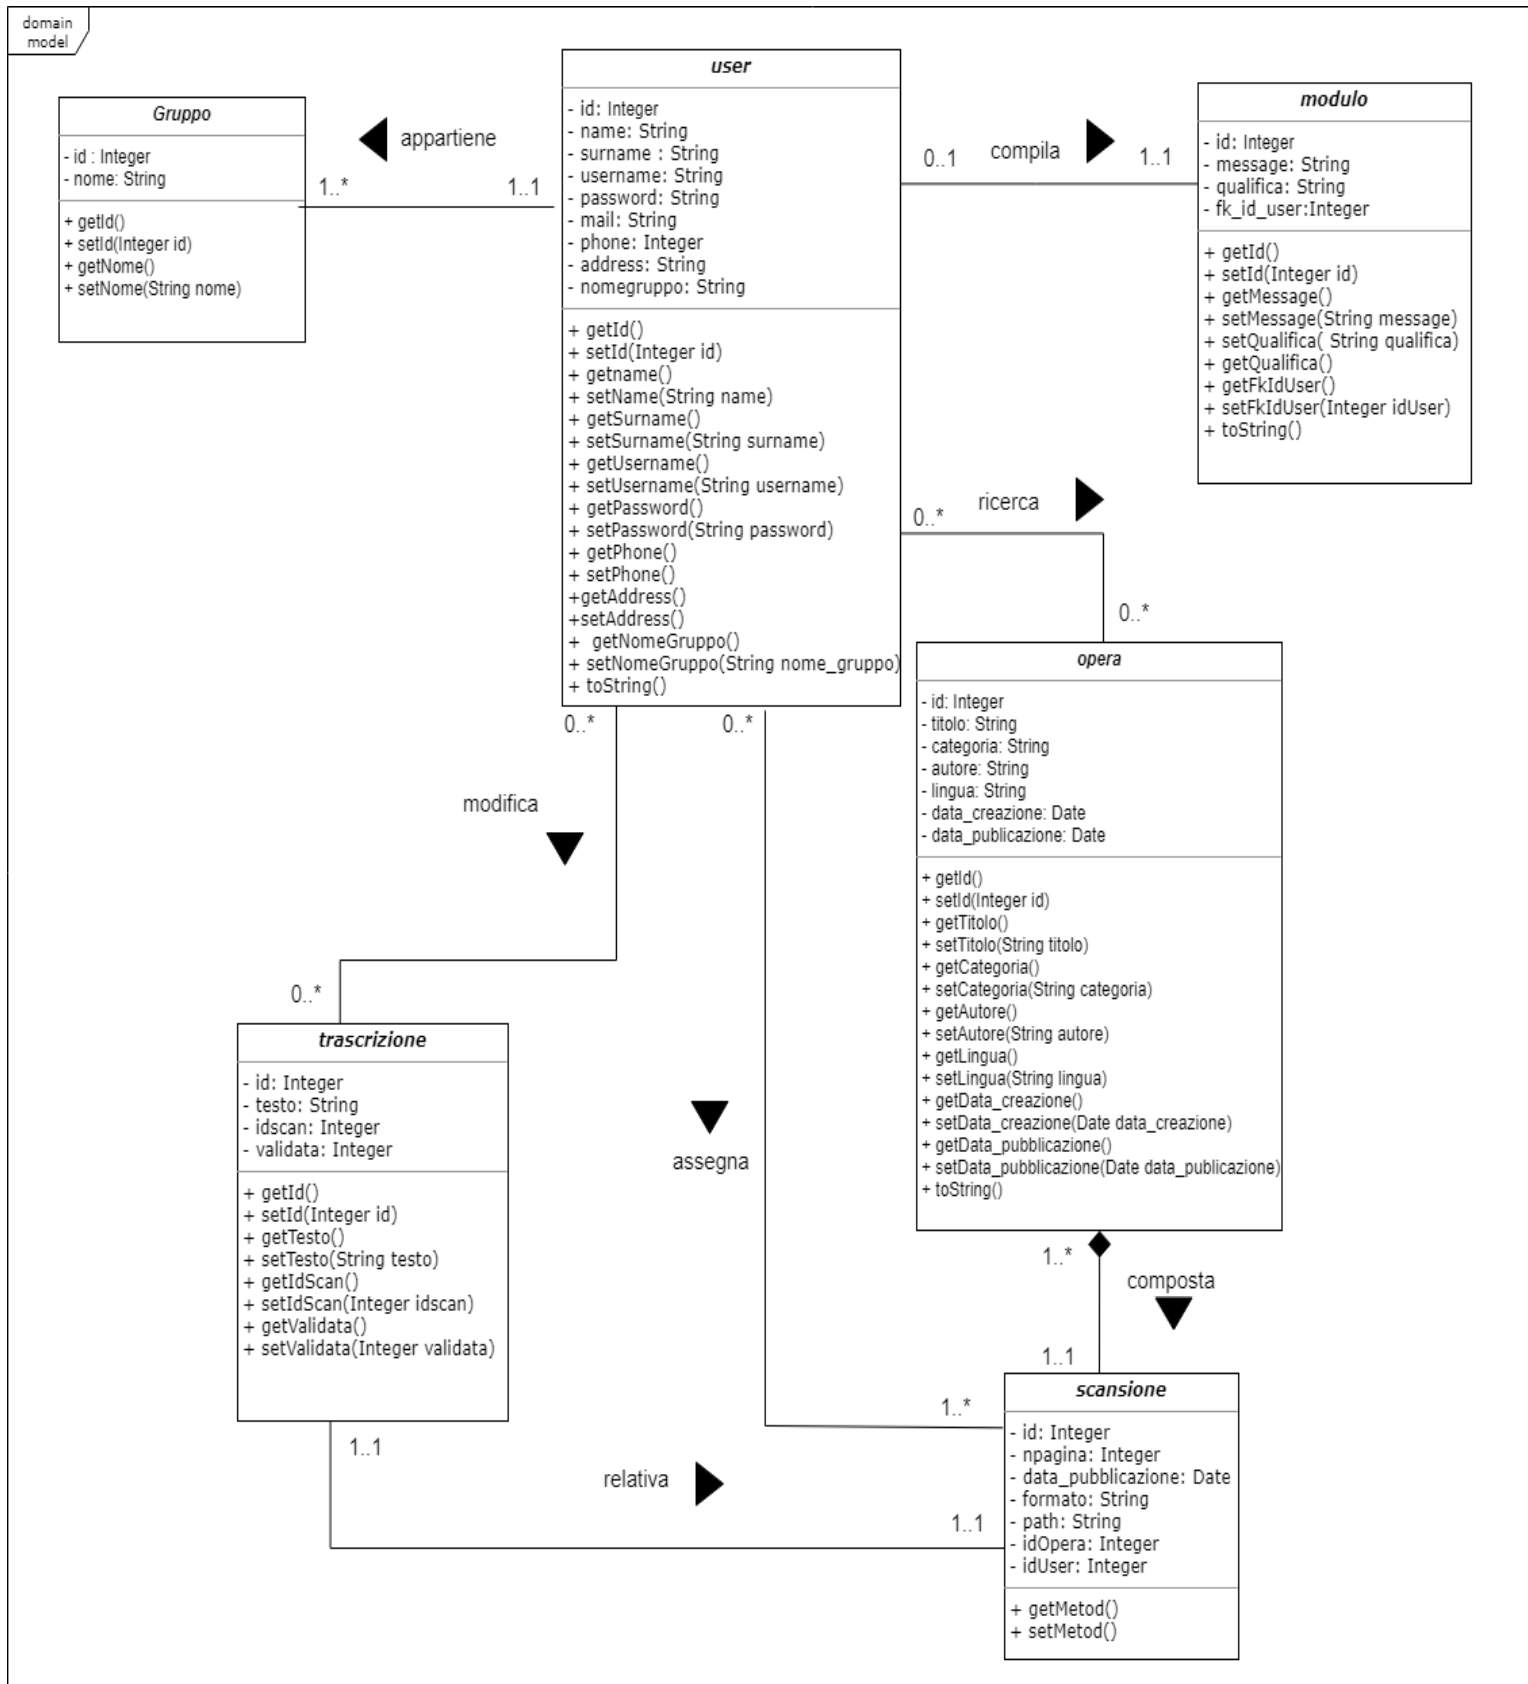 domain
model
Gruppo
- id : Integer
- nome: String
+ getId()
+ setId(Integer id)
+ getNome()
+ setNome(String nome)
appartiene
1..*
1..1
user
- id: Integer
- name: String
- surname : String
- username: String
- password: String
- mail: String
- phone: Integer
- address: String
- nomegruppo: String
+ getId()
+ setId(Integer id)
+ getname()
+ setName(String name)
+ getSurname()
+ setSurname(String surname)
+ getUsername()
+ setUsername(String username)
+ getPassword()
+ setPassword(String password)
+ getPhone()
+ setPhone()
+getAddress()
+setAddress()
+ getNomeGruppo()
+ setNomeGruppo(String nome_gruppo)
+ toString()
0..1
compila
1..1
modulo
- id: Integer
- message: String
- qualifica: String
- fk_id_user:Integer
+ getId()
+ setId(Integer id)
+ getMessage()
+ setMessage(String message)
+ setQualifica( String qualifica)
+ getQualifica()
+ getFkIdUser()
+ setFkIdUser(Integer idUser)
+ toString()
ricerca
0..*
0..*
opera
- id: Integer
- titolo: String
- categoria: String
- autore: String
- lingua: String
- data_creazione: Date
- data_publicazione: Date
+ getId()
+ setId(Integer id)
+ getTitolo()
+ setTitolo(String titolo)
+ getCategoria()
+ setCategoria(String categoria)
+ getAutore()
+ setAutore(String autore)
+ getLingua()
+ setLingua(String lingua)
+ getData_creazione()
+ setData_creazione(Date data_creazione)
+ getData_pubblicazione()
+ setData_pubblicazione(Date data_publicazione)
+ toString()
0..*
0..*
modifica
0..*
trascrizione
- id: Integer
- testo: String
- idscan: Integer
- validata: Integer
+ getId()
+ setId(Integer id)
+ getTesto()
+ setTesto(String testo)
+ getIdScan()
+ setIdScan(Integer idscan)
+ getValidata()
+ setValidata(Integer validata)
assegna
1..*
composta
1..1
1..*
scansione
- id: Integer
- npagina: Integer
- data_pubblicazione: Date
- formato: String
- path: String
- idOpera: Integer
- idUser: Integer
+ getMetod()
+ setMetod()
1..1
relativa
1..1